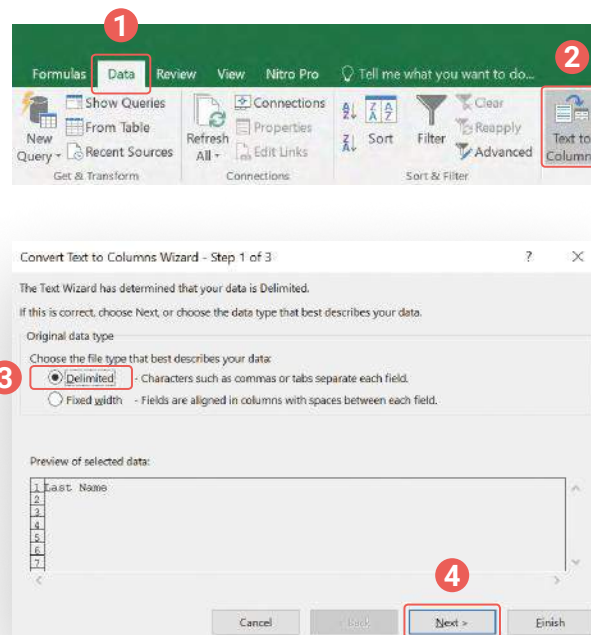 1
2
Formulas Data Review View Nitro Pro Tell me what you want to do...
Show Queries
From Table
Recent Sources
New
Query
Get & Transform
Refresh
All
Connections
Properties
Edit Links
Connections
Sort
Filter
Clear
Reapply
Advanced
Sort & Filter
Text to
Column
Convert Text to Columns Wizard - Step 1 of 3 ? ×
The Text Wizard has determined that your data is Delimited.
If this is correct, choose Next, or choose the data type that best describes your data.
Original data type
Choose the file type that best describes your data:
3
Delimited - Characters such as commas or tabs separate each field.
Fixed width - Fields are aligned in columns with spaces between each field.
Preview of selected data:
1 Last Name
2
3
4
5
6
7
4
Cancel < Back Next > Finish